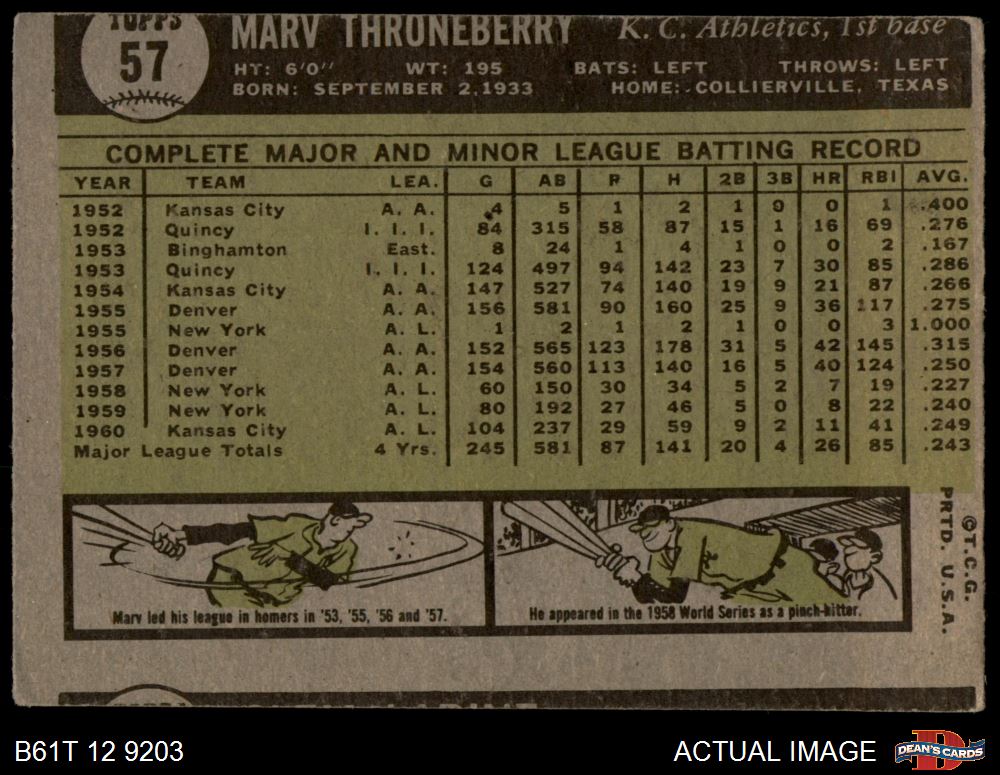 TOPPS
57
MARV THRONEBERRY K. C. Athletics, 1st base
HT: 6'0" WT: 195 BATS: LEFT THROWS: LEFT
BORN: SEPTEMBER 2, 1933 HOME: COLLIERVILLE, TEXAS
COMPLETE MAJOR AND MINOR LEAGUE BATTING RECORD
YEAR TEAM LEA. G AB R H 2B 3B HR RBI AVG.
1952 Kansas City A. A. 4 5 1 2 1 0 0 1 .400
1952 Quincy I. I. I. 84 315 58 87 15 1 16 69 .276
1953 Binghamton East. 8 24 1 4 1 0 0 2 .167
1953 Quincy I. I. I. 124 497 94 142 23 7 30 85 .286
1954 Kansas City A. A. 147 527 74 140 19 9 21 87 .266
1955 Denver A. A. 156 581 90 160 25 9 36 117 .275
1955 New York A. L. 1 2 1 2 1 0 0 3 1.000
1956 Denver A. A. 152 565 123 178 31 5 42 145 .315
1957 Denver A. A. 154 560 113 140 16 5 40 124 .250
1958 New York A. L. 60 150 30 34 5 2 7 19 .227
1959 New York A. L. 80 192 27 46 5 0 8 22 .240
1960 Kansas City A. L. 104 237 29 59 9 2 11 41 .249
Major League Totals 4 Yrs. 245 581 87 141 20 4 26 85 .243
Marv led his league in homers in '53, '55, '56 and '57.
He appeared in the 1958 World Series as a pinch-hitter.
© T.C.G.
PRTD. U.S.A.
B61T 12 9203
ACTUAL IMAGE
D
DEAN'S CARDS